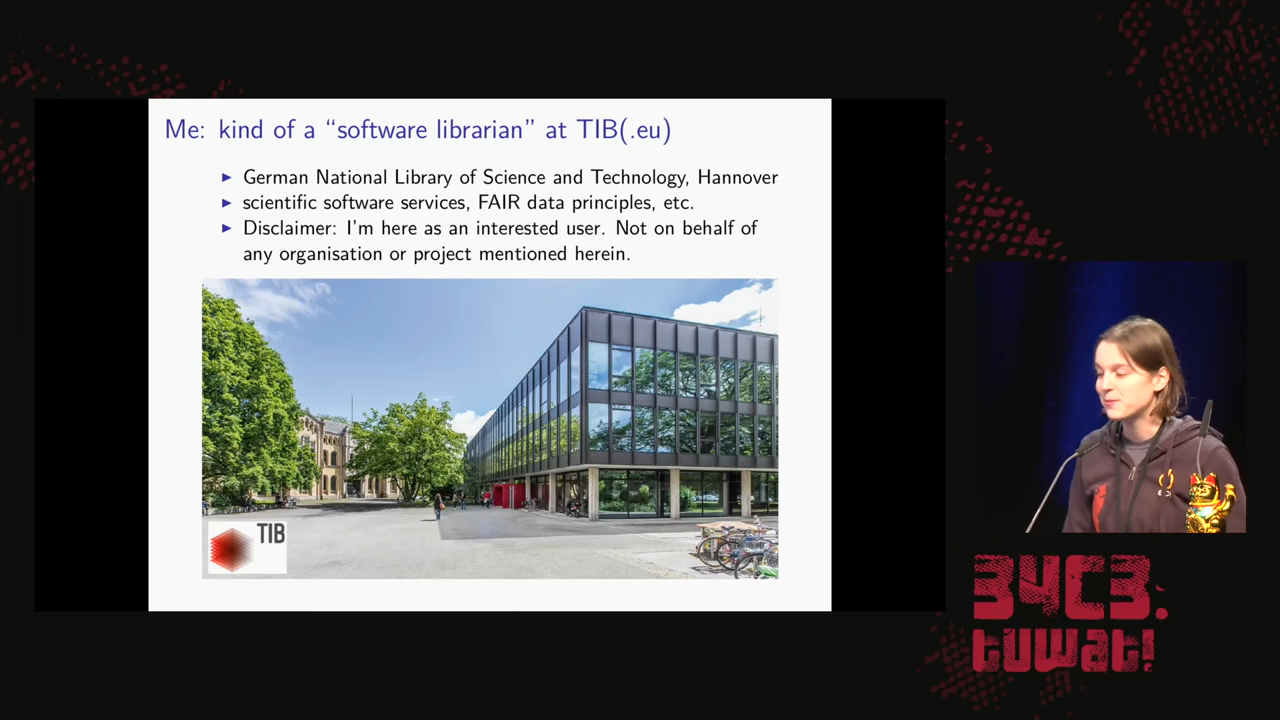 Me: kind of a “software librarian” at TIB(.eu)
▶ German National Library of Science and Technology, Hannover
▶ scientific software services, FAIR data principles, etc.
▶ Disclaimer: I'm here as an interested user. Not on behalf of
any organisation or project mentioned herein.
TIB
34C3.
tuwat!